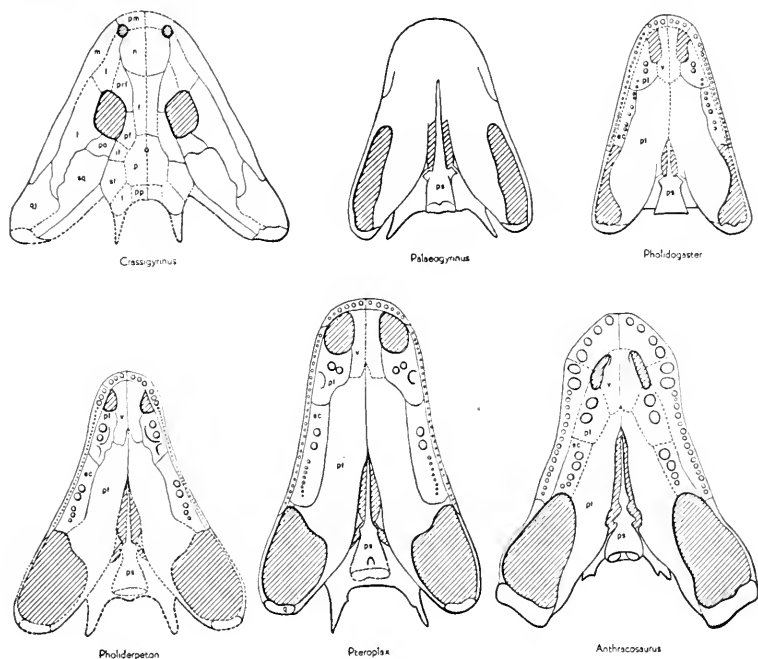 pm
m
n
l
prf
f
pf
po
it
j
sq
st
p
pp
t
qj
Crassigyrinus
ps
Palaeogyrinus
v
pl
ec
pt
ps
Pholidogaster
v
pl
ec
pt
ps
Pholiderpeton
v
pl
ec
pt
ps
q
Pteroplax
v
pl
ec
pt
ps
Anthracosaurus